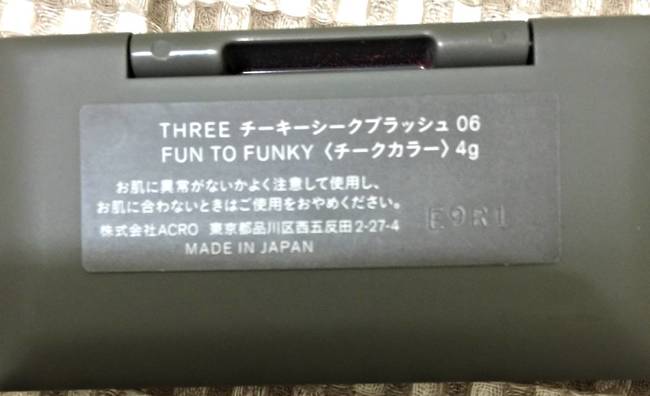 THREE チーキーシークブラッシュ 06
FUN TO FUNKY〈チークカラー〉4g
お肌に異常がないかよく注意して使用し、
お肌に合わないときはご使用をおやめください。
株式会社ACRO 東京都品川区西五反田2-27-4
MADE IN JAPAN
E9R1